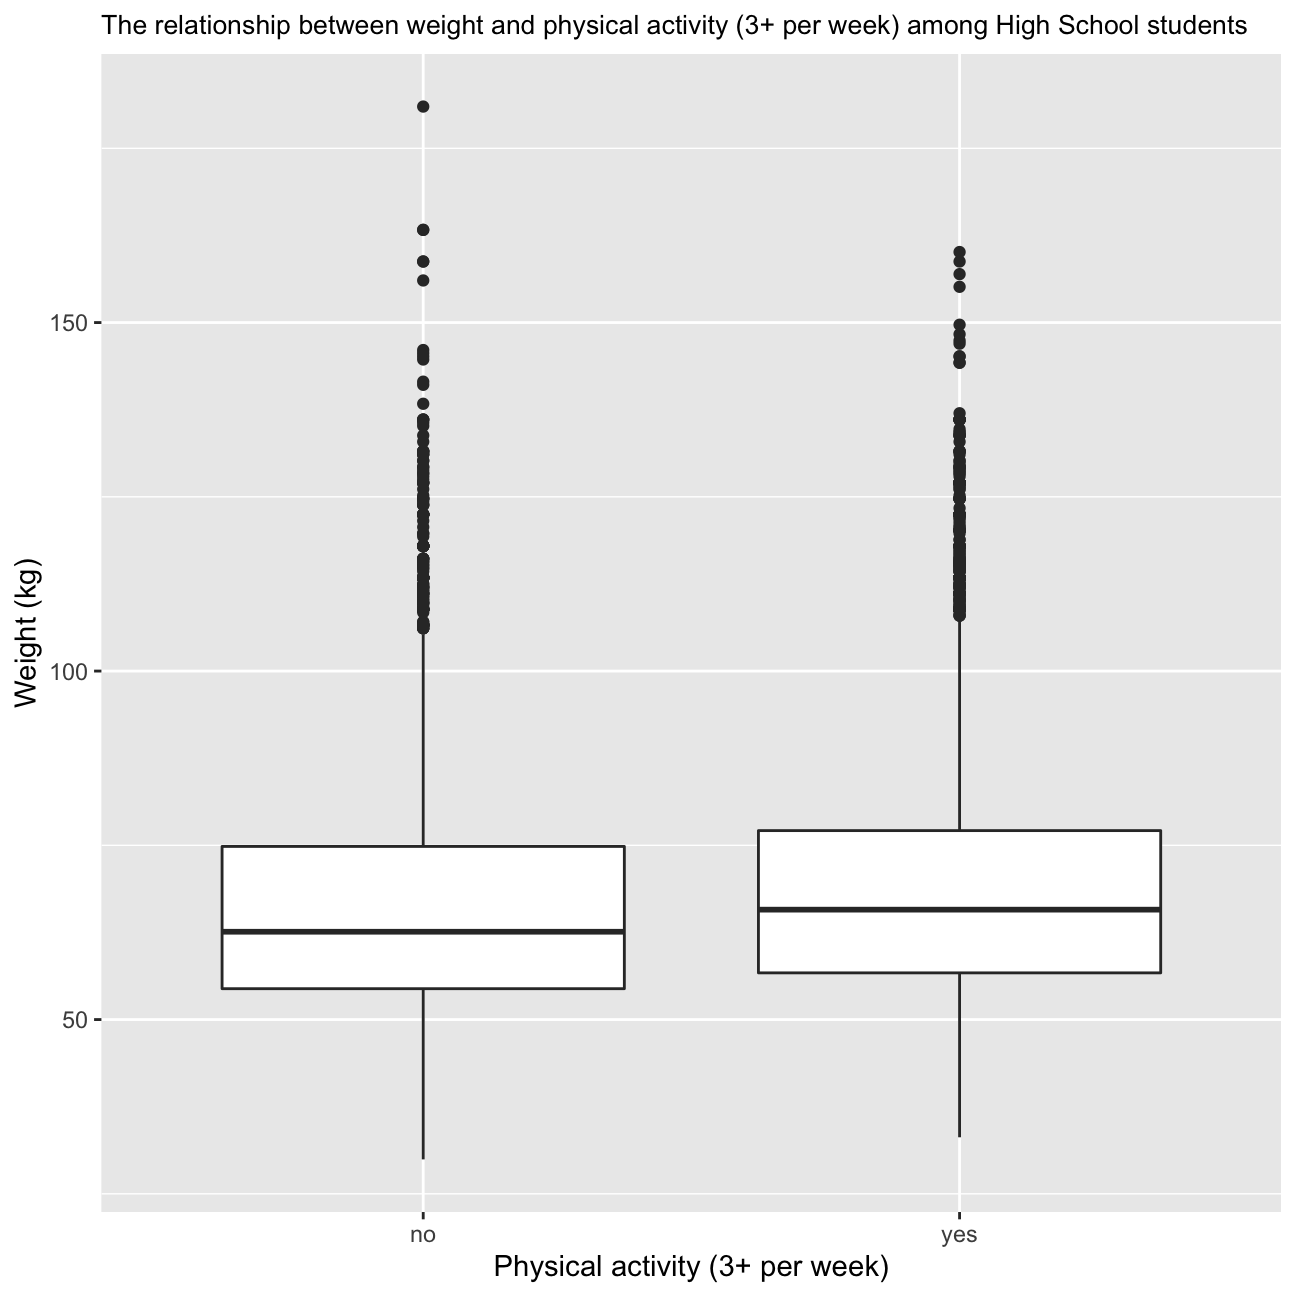 The relationship between weight and physical activity (3+ per week) among High School students
Weight (kg)
150
100
50
no
yes
Physical activity (3+ per week)